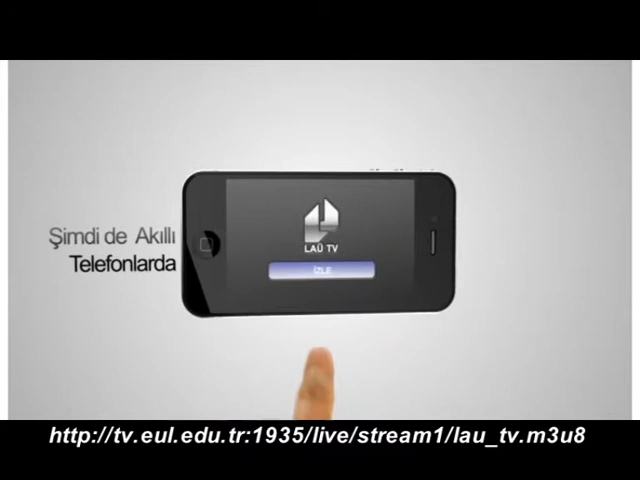 Şimdi de Akıllı
Telefonlarda
LAÜ TV
İZLE
http://tv.eul.edu.tr:1935/live/stream1/lau_tv.m3u8